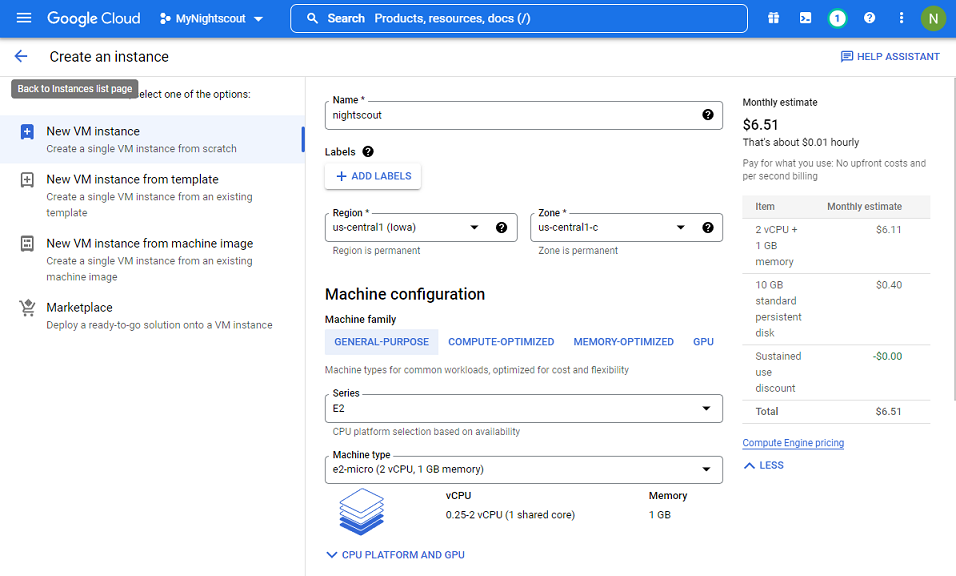 Google Cloud
MyNightscout
Search Products, resources, docs (/)
1
N
Create an instance
HELP ASSISTANT
Back to Instances list page
elect one of the options:
New VM instance
Create a single VM instance from scratch
New VM instance from template
Create a single VM instance from an existing
template
New VM instance from machine image
Create a single VM instance from an existing
machine image
Marketplace
Deploy a ready-to-go solution onto a VM instance
Name *
nightscout
Labels
ADD LABELS
Region *
us-central1 (Iowa)
Region is permanent
Zone *
us-central1-c
Zone is permanent
Machine configuration
Machine family
GENERAL-PURPOSE COMPUTE-OPTIMIZED MEMORY-OPTIMIZED GPU
Machine types for common workloads, optimized for cost and flexibility
Series
E2
CPU platform selection based on availability
Machine type
e2-micro (2 vCPU, 1 GB memory)
vCPU Memory
0.25-2 vCPU (1 shared core) 1 GB
CPU PLATFORM AND GPU
Monthly estimate
$6.51
That's about $0.01 hourly
Pay for what you use: No upfront costs and
per second billing
Item Monthly estimate
2 vCPU + $6.11
1 GB
memory
10 GB $0.40
standard
persistent
disk
Sustained -$0.00
use
discount
Total $6.51
Compute Engine pricing
LESS